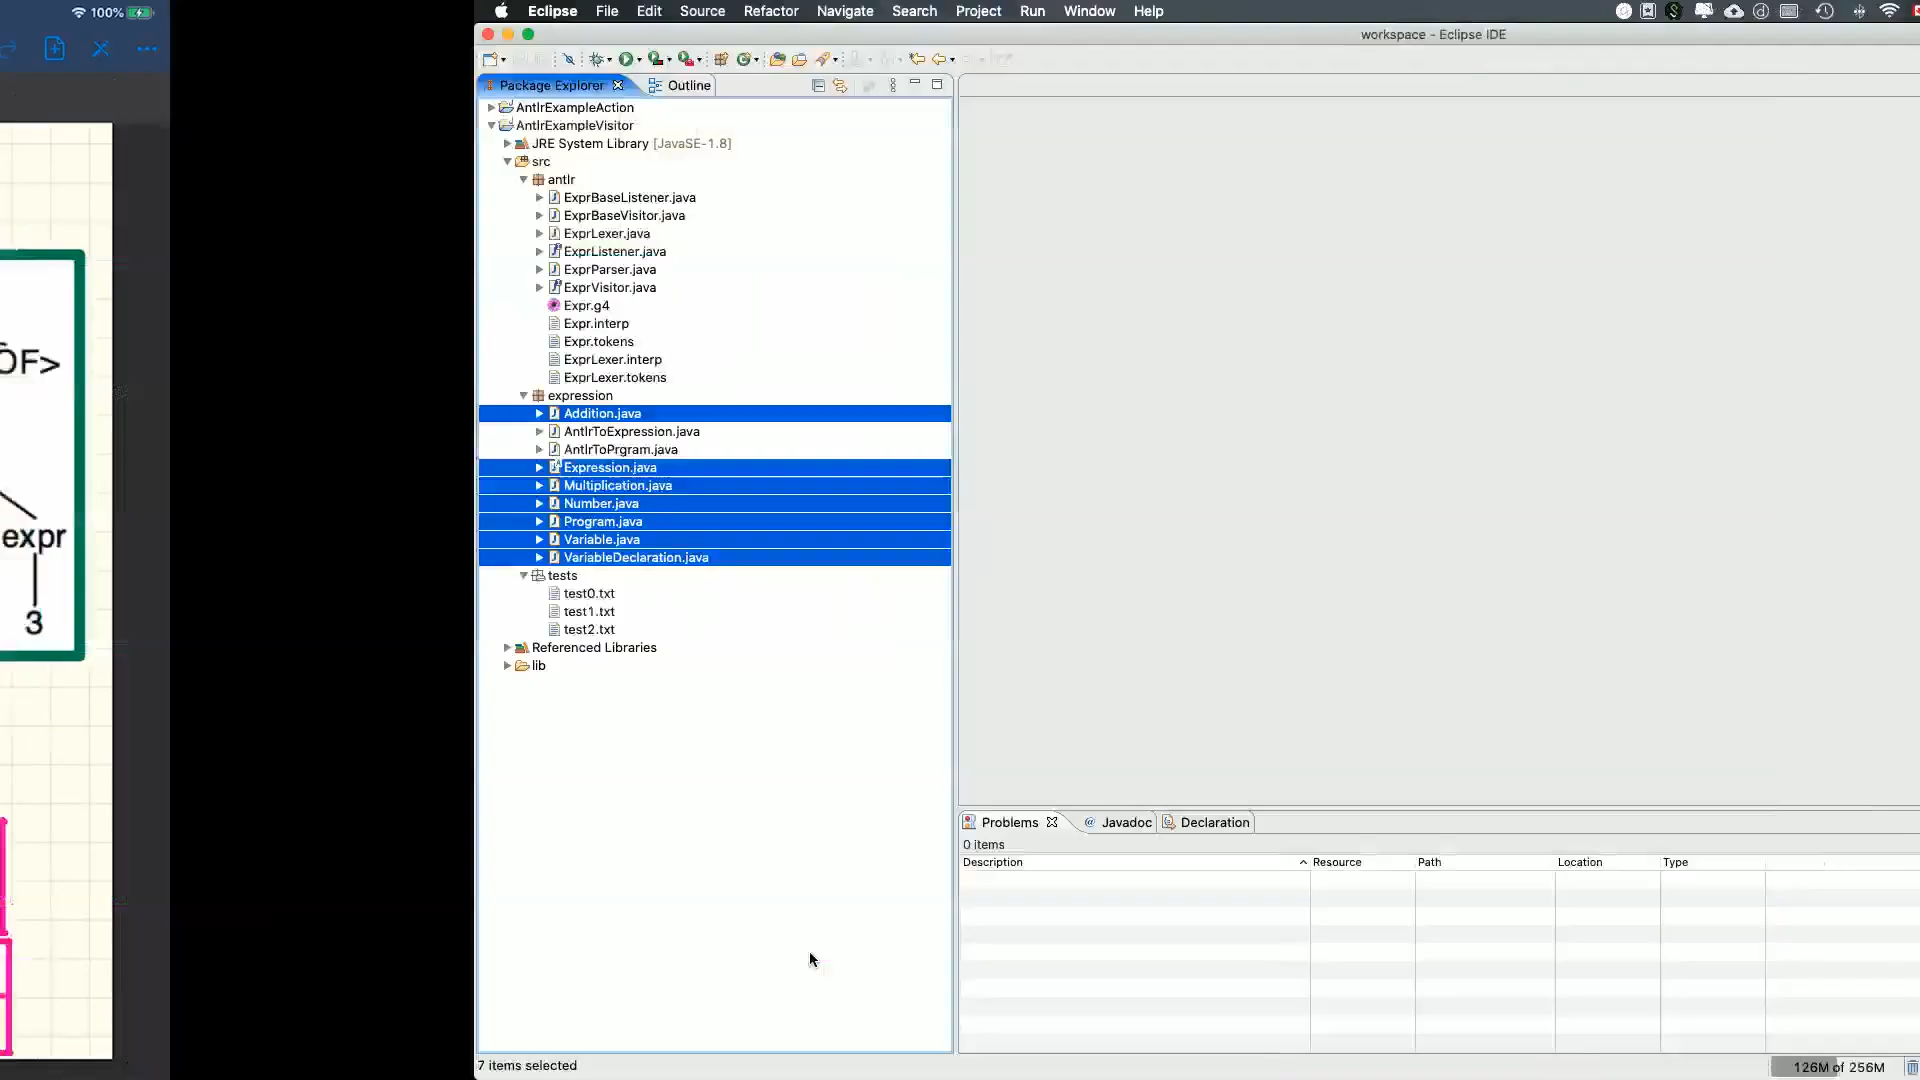 100%
Eclipse File Edit Source Refactor Navigate Search Project Run Window Help
workspace - Eclipse IDE
Package Explorer
Outline
AntlrExampleAction
AntlrExampleVisitor
JRE System Library [JavaSE-1.8]
src
antlr
ExprBaseListener.java
ExprBaseVisitor.java
ExprLexer.java
ExprListener.java
ExprParser.java
ExprVisitor.java
Expr.g4
Expr.interp
Expr.tokens
ExprLexer.interp
ExprLexer.tokens
expression
Addition.java
AntlrToExpression.java
AntlrToPrgram.java
Expression.java
Multiplication.java
Number.java
Program.java
Variable.java
VariableDeclaration.java
tests
test0.txt
test1.txt
test2.txt
Referenced Libraries
lib
OF>
expr
3
Problems
@ Javadoc
Declaration
0 items
Description Resource Path Location Type
7 items selected
126M of 256M